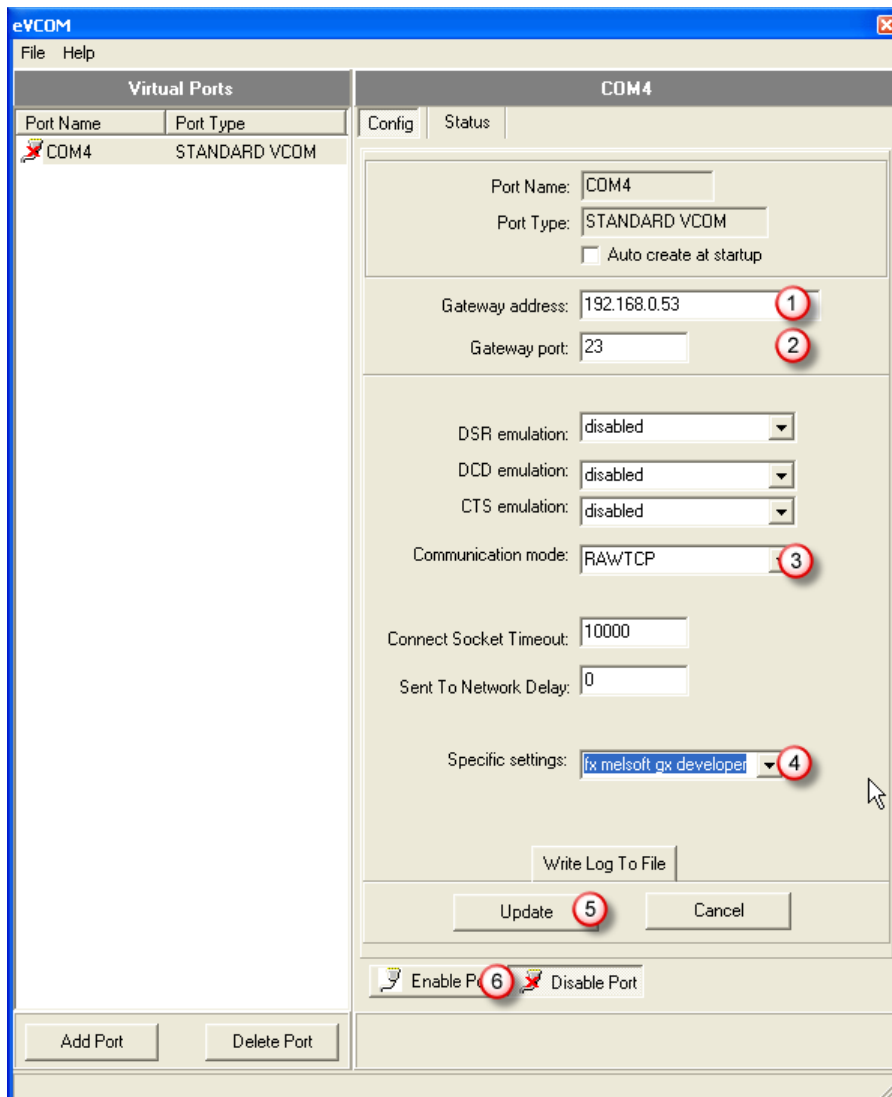 eVCOM
File Help
Virtual Ports
COM4
Port Name Port Type
Config Status
COM4 STANDARD VCOM
Port Name: COM4
Port Type: STANDARD VCOM
Auto create at startup
Gateway address: 192.168.0.53 1
Gateway port: 23 2
DSR emulation: disabled
DCD emulation: disabled
CTS emulation: disabled
Communication mode: RAWTCP 3
Connect Socket Timeout: 10000
Sent To Network Delay: 0
Specific settings: fx melsoft gx developer 4
Write Log To File
Update 5 Cancel
Enable 6 Disable Port
Add Port Delete Port